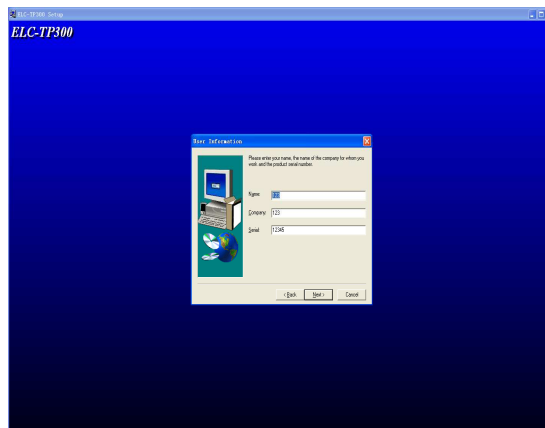 ELC-TP300 Setup
ELC-TP300
User Information
Please enter your name, the name of the company for whom you
work and the product serial number.
Name: 123
Company: 123
Serial: 12345
< Back
Next >
Cancel